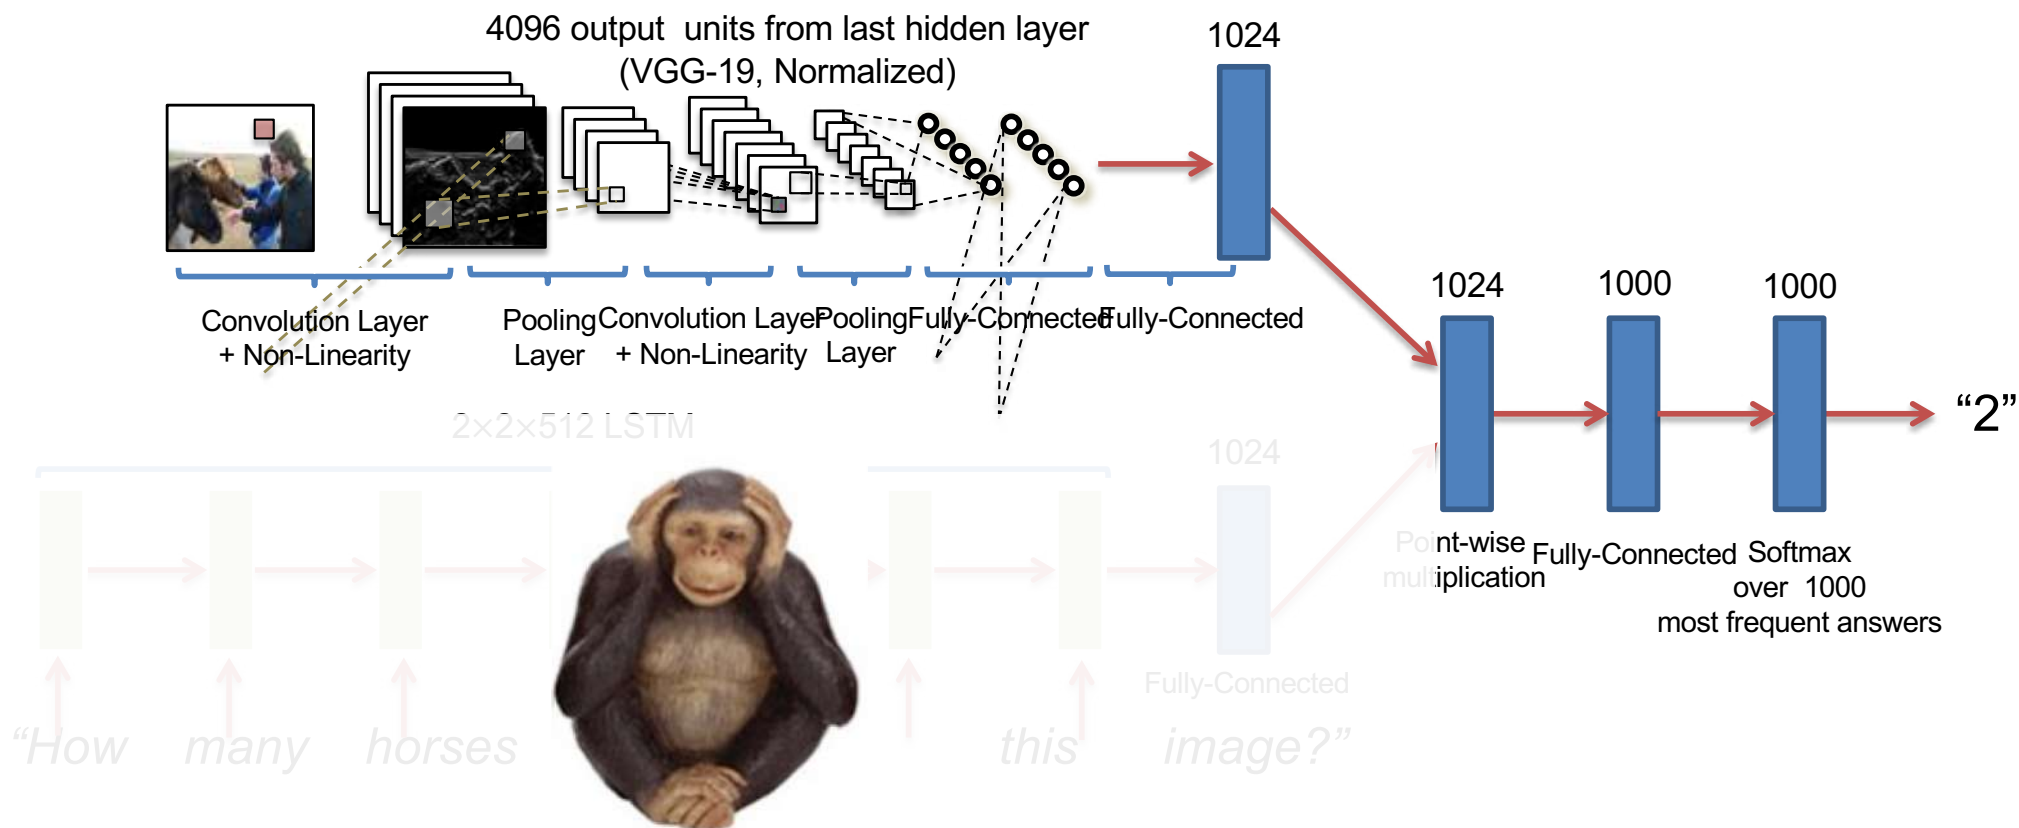 4096 output units from last hidden layer
(VGG-19, Normalized)
1024
Convolution Layer
+ Non-Linearity
Pooling
Layer
Convolution Layer
+ Non-Linearity
Pooling
Layer
Fully-Connected
Fully-Connected
1024
1000
1000
“2”
2×2×512 LSTM
1024
Point-wise
multiplication
Fully-Connected
Softmax
over 1000
most frequent answers
Fully-Connected
“How many horses this image?”